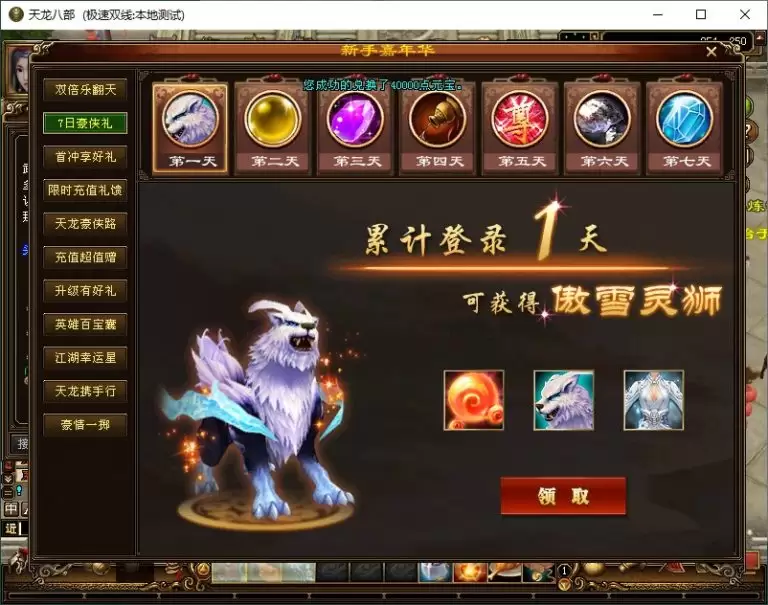 天龙八部 (极速双线:本地测试)
新手嘉年华
您成功的兑换了40000点元宝。
双倍乐翻天
7日豪侠礼
首冲享好礼
限时充值礼馈
天龙豪侠路
充值超值赠
升级有好礼
英雄百宝囊
江湖幸运星
天龙携手行
豪情一掷
第一天
第二天
第三天
第四天
第五天
第六天
第七天
尊
累计登录1天
可获得 傲雪灵狮
领取